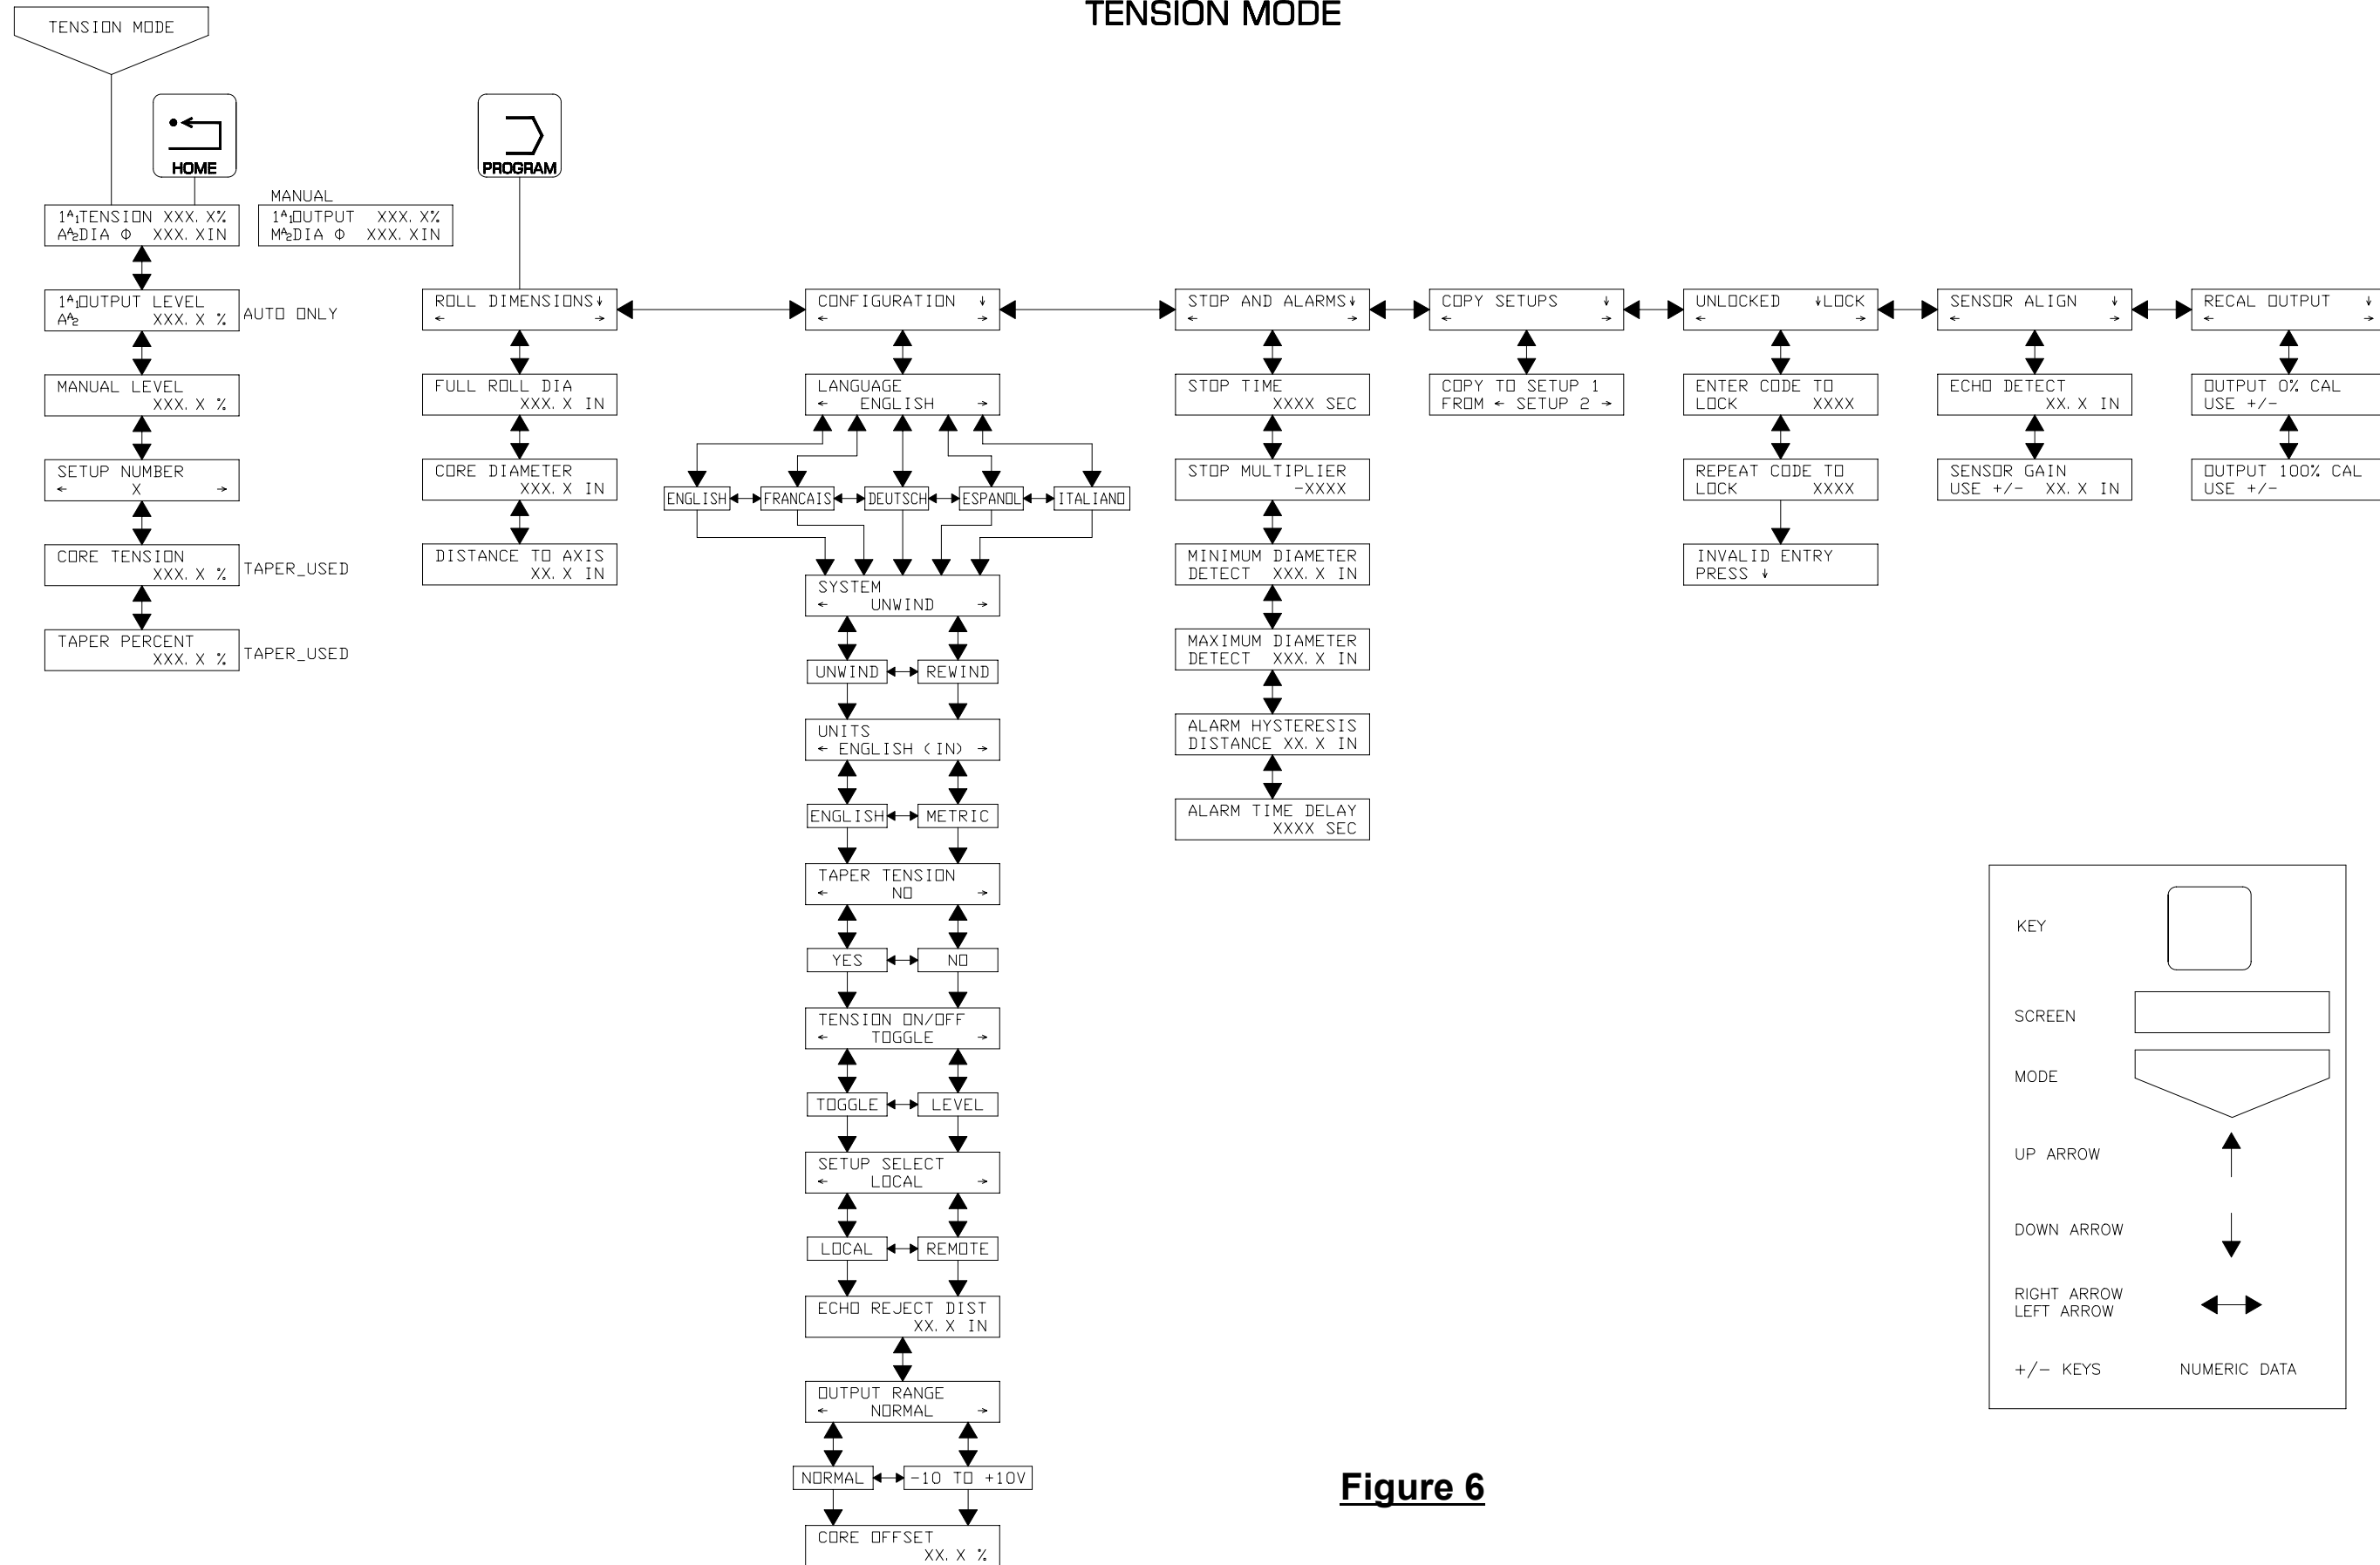 TENSION MODE
TENSION MODE
HOME
PROGRAM
MANUAL
1A1TENSION XXX.X%
AA2DIA Φ XXX.XIN
1A1OUTPUT XXX.X%
MA2DIA Φ XXX.XIN
1A1OUTPUT LEVEL
AA2 XXX.X %
AUTO ONLY
MANUAL LEVEL
XXX.X %
SETUP NUMBER
← X →
CORE TENSION
XXX.X %
TAPER_USED
TAPER PERCENT
XXX.X %
TAPER_USED
ROLL DIMENSIONS↓
← →
FULL ROLL DIA
XXX.X IN
CORE DIAMETER
XXX.X IN
DISTANCE TO AXIS
XX.X IN
CONFIGURATION ↓
← →
LANGUAGE
← ENGLISH →
ENGLISH
FRANCAIS
DEUTSCH
ESPANOL
ITALIANO
SYSTEM
← UNWIND →
UNWIND
REWIND
UNITS
← ENGLISH (IN) →
ENGLISH
METRIC
TAPER TENSION
← NO →
YES
NO
TENSION ON/OFF
← TOGGLE →
TOGGLE
LEVEL
SETUP SELECT
← LOCAL →
LOCAL
REMOTE
ECHO REJECT DIST
XX.X IN
OUTPUT RANGE
← NORMAL →
NORMAL
-10 TO +10V
CORE OFFSET
XX.X %
STOP AND ALARMS↓
← →
STOP TIME
XXXX SEC
STOP MULTIPLIER
-XXXX
MINIMUM DIAMETER
DETECT XXX.X IN
MAXIMUM DIAMETER
DETECT XXX.X IN
ALARM HYSTERESIS
DISTANCE XX.X IN
ALARM TIME DELAY
XXXX SEC
COPY SETUPS ↓
← →
COPY TO SETUP 1
FROM ← SETUP 2 →
UNLOCKED ↓LOCK
← →
ENTER CODE TO
LOCK XXXX
REPEAT CODE TO
LOCK XXXX
INVALID ENTRY
PRESS ↓
SENSOR ALIGN ↓
← →
ECHO DETECT
XX.X IN
SENSOR GAIN
USE +/- XX.X IN
RECAL OUTPUT ↓
← →
OUTPUT 0% CAL
USE +/-
OUTPUT 100% CAL
USE +/-
KEY
SCREEN
MODE
UP ARROW
DOWN ARROW
RIGHT ARROW
LEFT ARROW
+/- KEYS NUMERIC DATA
Figure 6